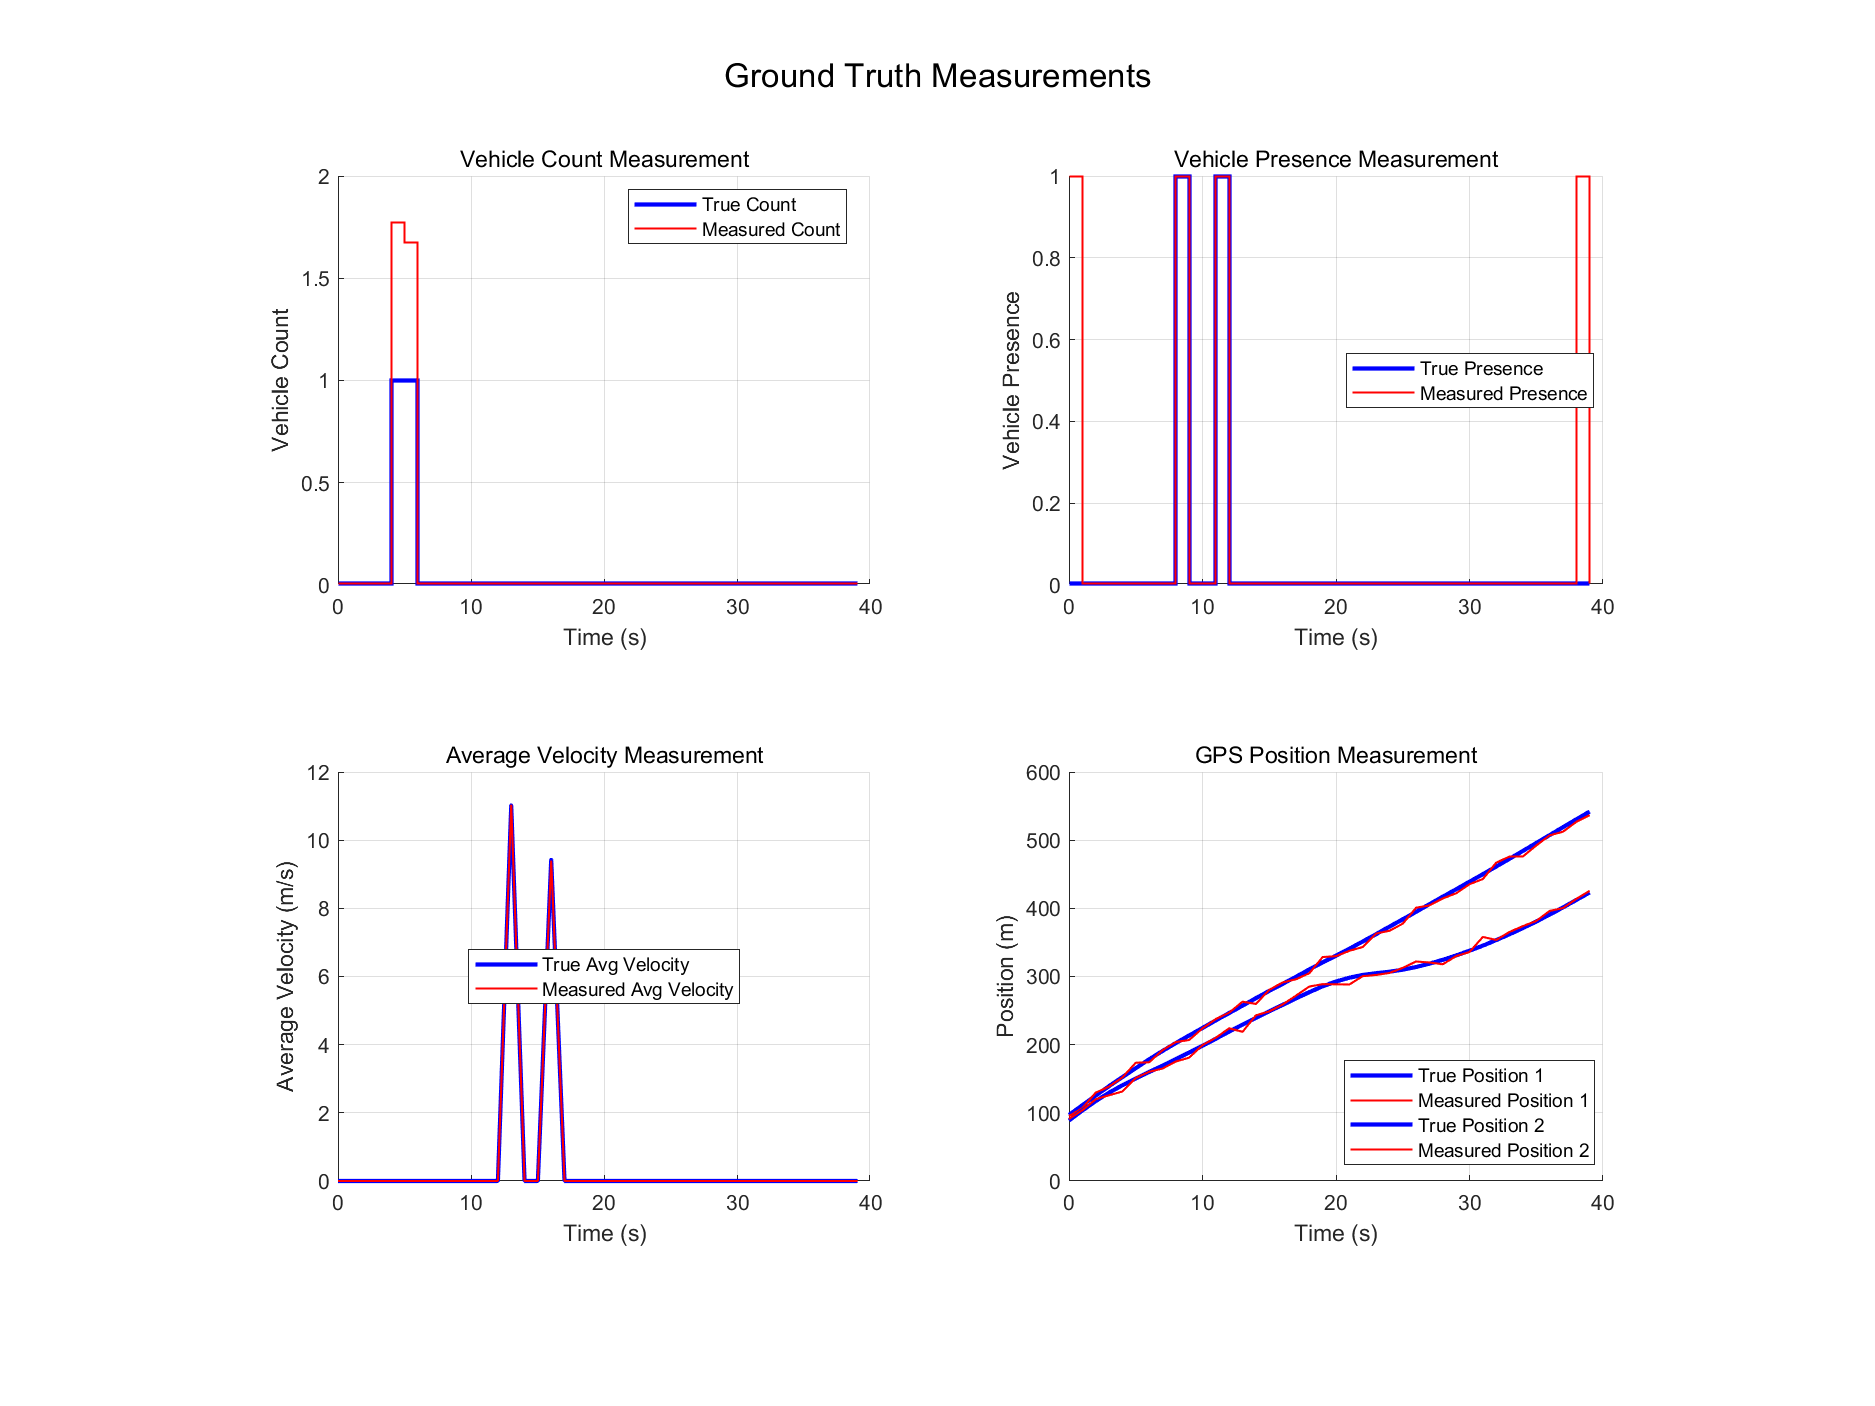 Ground Truth Measurements
Vehicle Count Measurement
2
1.5
1
0.5
0
Vehicle Count
True Count
Measured Count
0 10 20 30 40
Time (s)
Vehicle Presence Measurement
1
0.8
0.6
0.4
0.2
0
Vehicle Presence
True Presence
Measured Presence
0 10 20 30 40
Time (s)
Average Velocity Measurement
12
10
8
6
4
2
0
Average Velocity (m/s)
True Avg Velocity
Measured Avg Velocity
0 10 20 30 40
Time (s)
GPS Position Measurement
600
500
400
300
200
100
0
Position (m)
True Position 1
Measured Position 1
True Position 2
Measured Position 2
0 10 20 30 40
Time (s)